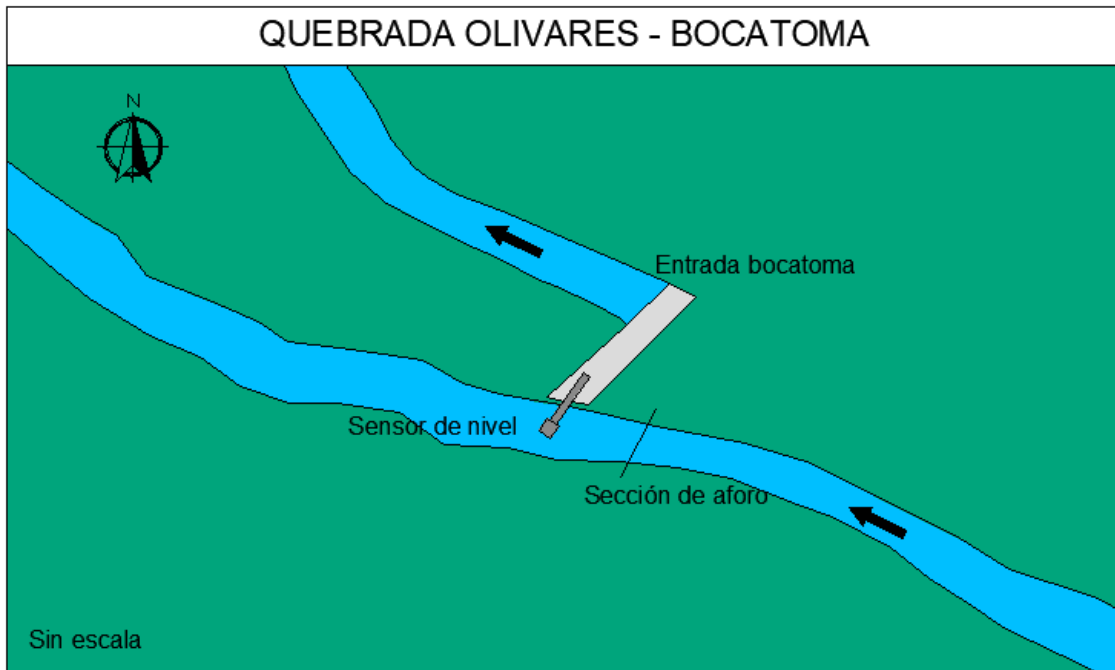 QUEBRADA OLIVARES - BOCATOMA
N
Entrada bocatoma
Sensor de nivel
Sección de aforo
Sin escala